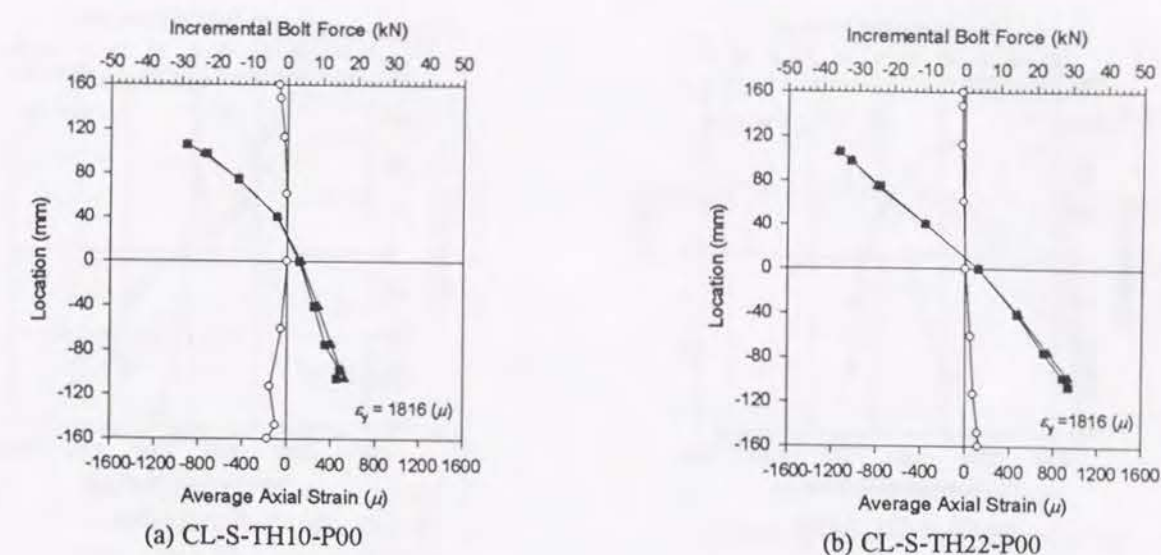 Incremental Bolt Force (kN)
-50 -40 -30 -20 -10 0 10 20 30 40 50
160
120
80
40
0
-40
-80
-120
-160
Location (mm)
εy = 1816 (μ)
-1600-1200 -800 -400 0 400 800 1200 1600
Average Axial Strain (μ)
(a) CL-S-TH10-P00
Incremental Bolt Force (kN)
-50 -40 -30 -20 -10 0 10 20 30 40 50
160
120
80
40
0
-40
-80
-120
-160
Location (mm)
εy =1816 (μ)
-1600 -1200 -800 -400 0 400 800 1200 1600
Average Axial Strain (μ)
(b) CL-S-TH22-P00